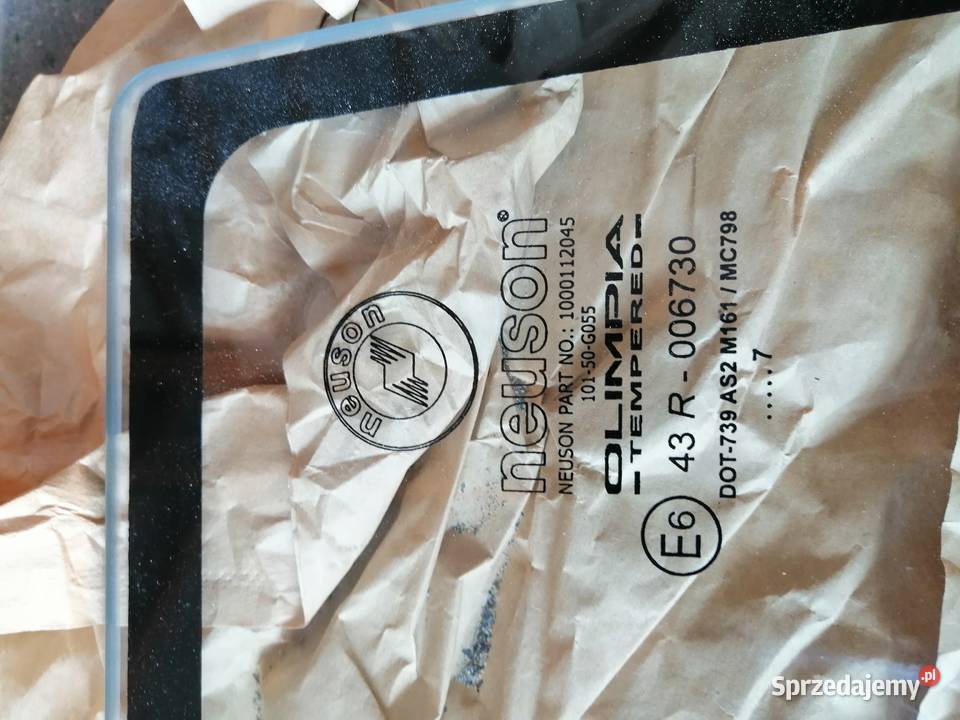 neuson
neuson®
NEUSON PART NO.: 1000112045
101-50-G055
OLIMPIA
–TEMPERED–
E6 43 R - 006730
DOT-739 AS2 M161 / MC798
.....7
Sprzedajemy.pl